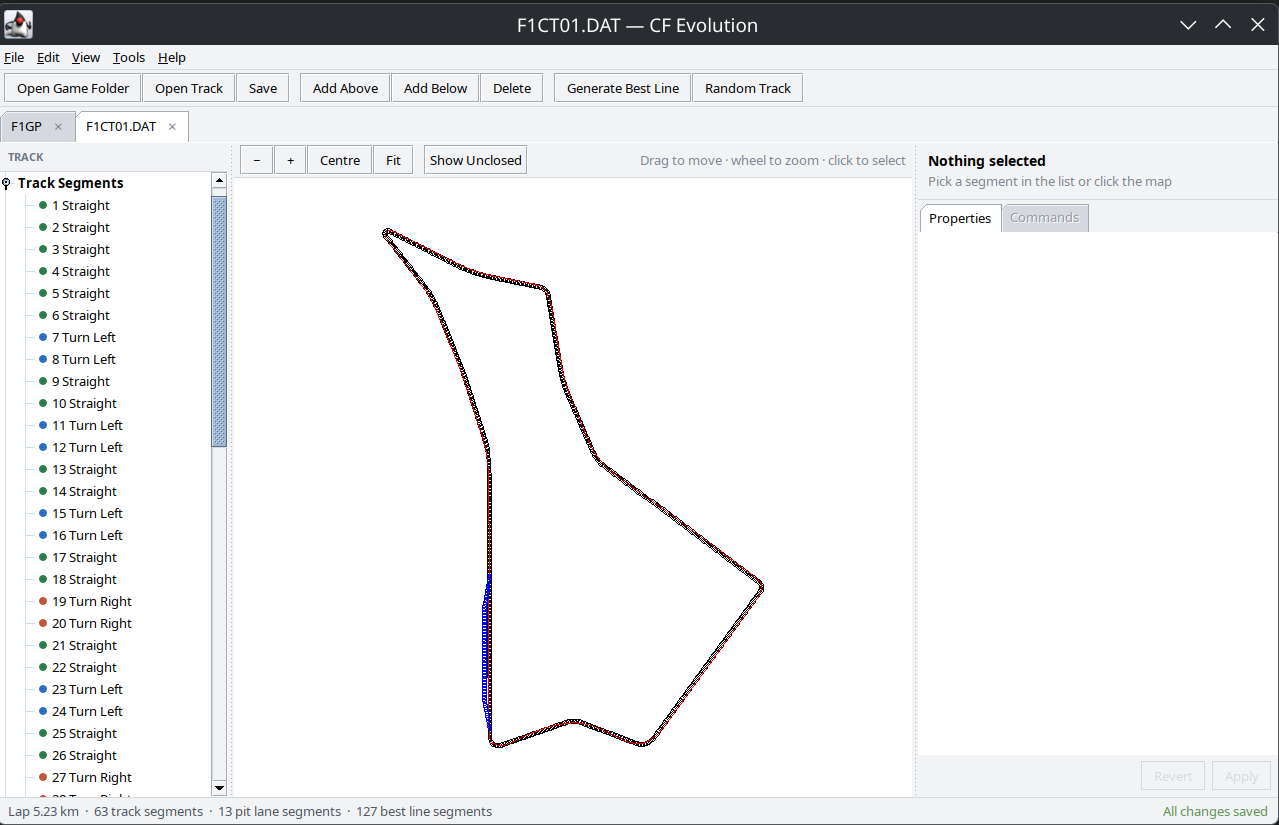 F1CT01.DAT — CF Evolution
File Edit View Tools Help
Open Game Folder Open Track Save Add Above Add Below Delete Generate Best Line Random Track
F1GP × F1CT01.DAT ×
TRACK
− + Centre Fit Show Unclosed Drag to move · wheel to zoom · click to select
Nothing selected
Pick a segment in the list or click the map
Properties Commands
Track Segments
1 Straight
2 Straight
3 Straight
4 Straight
5 Straight
6 Straight
7 Turn Left
8 Turn Left
9 Straight
10 Straight
11 Turn Left
12 Turn Left
13 Straight
14 Straight
15 Turn Left
16 Turn Left
17 Straight
18 Straight
19 Turn Right
20 Turn Right
21 Straight
22 Straight
23 Turn Left
24 Turn Left
25 Straight
26 Straight
27 Turn Right
Revert Apply
Lap 5.23 km · 63 track segments · 13 pit lane segments · 127 best line segments All changes saved